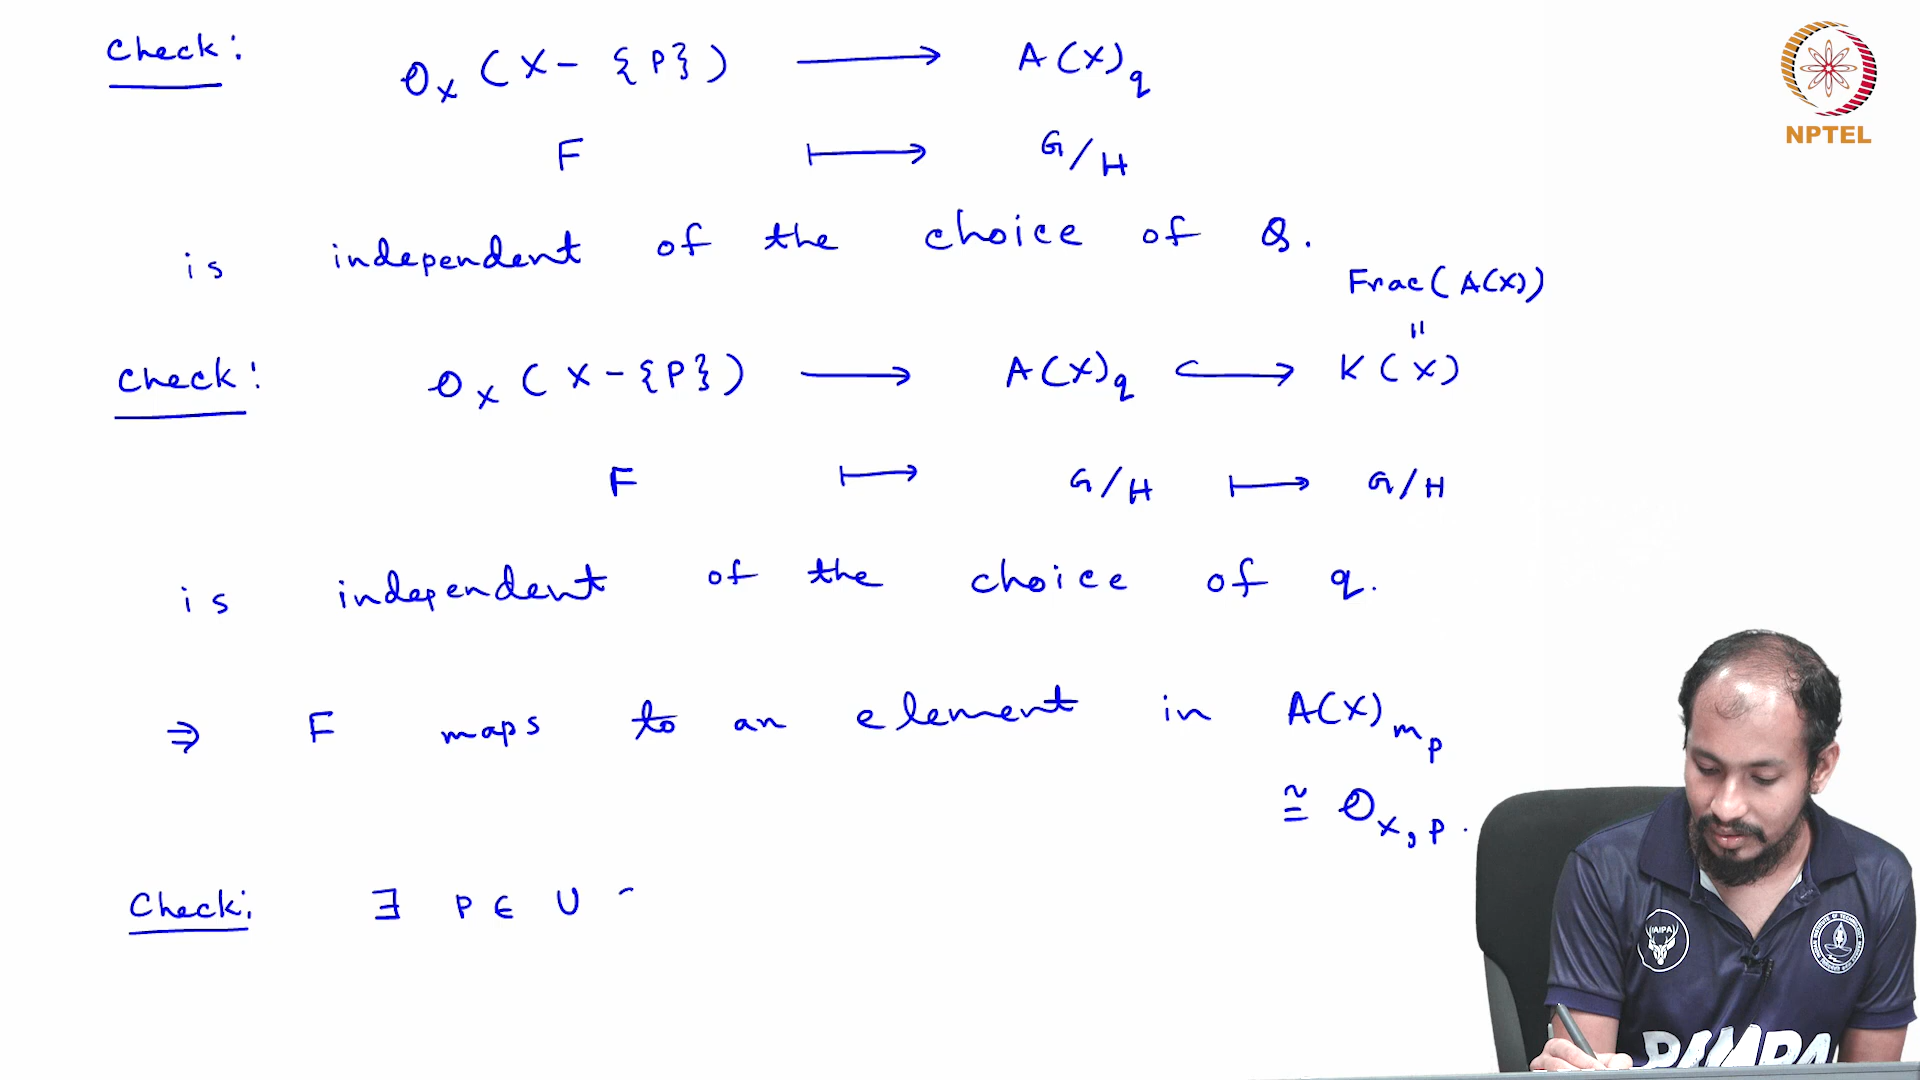 Check: O_X (X - {P}) ⟶ A(X)_q
F ⟼ G/H
is independent of the choice of Q.
Frac(A(X))
=
Check: O_X (X - {P}) ⟶ A(X)_q ↪ K(X)
F ⟼ G/H ⟼ G/H
is independent of the choice of q.
⇒ F maps to an element in A(X)_{m_P}
≅ O_{X,P}.
Check: ∃ P ∈ U
NPTEL
PAMPA